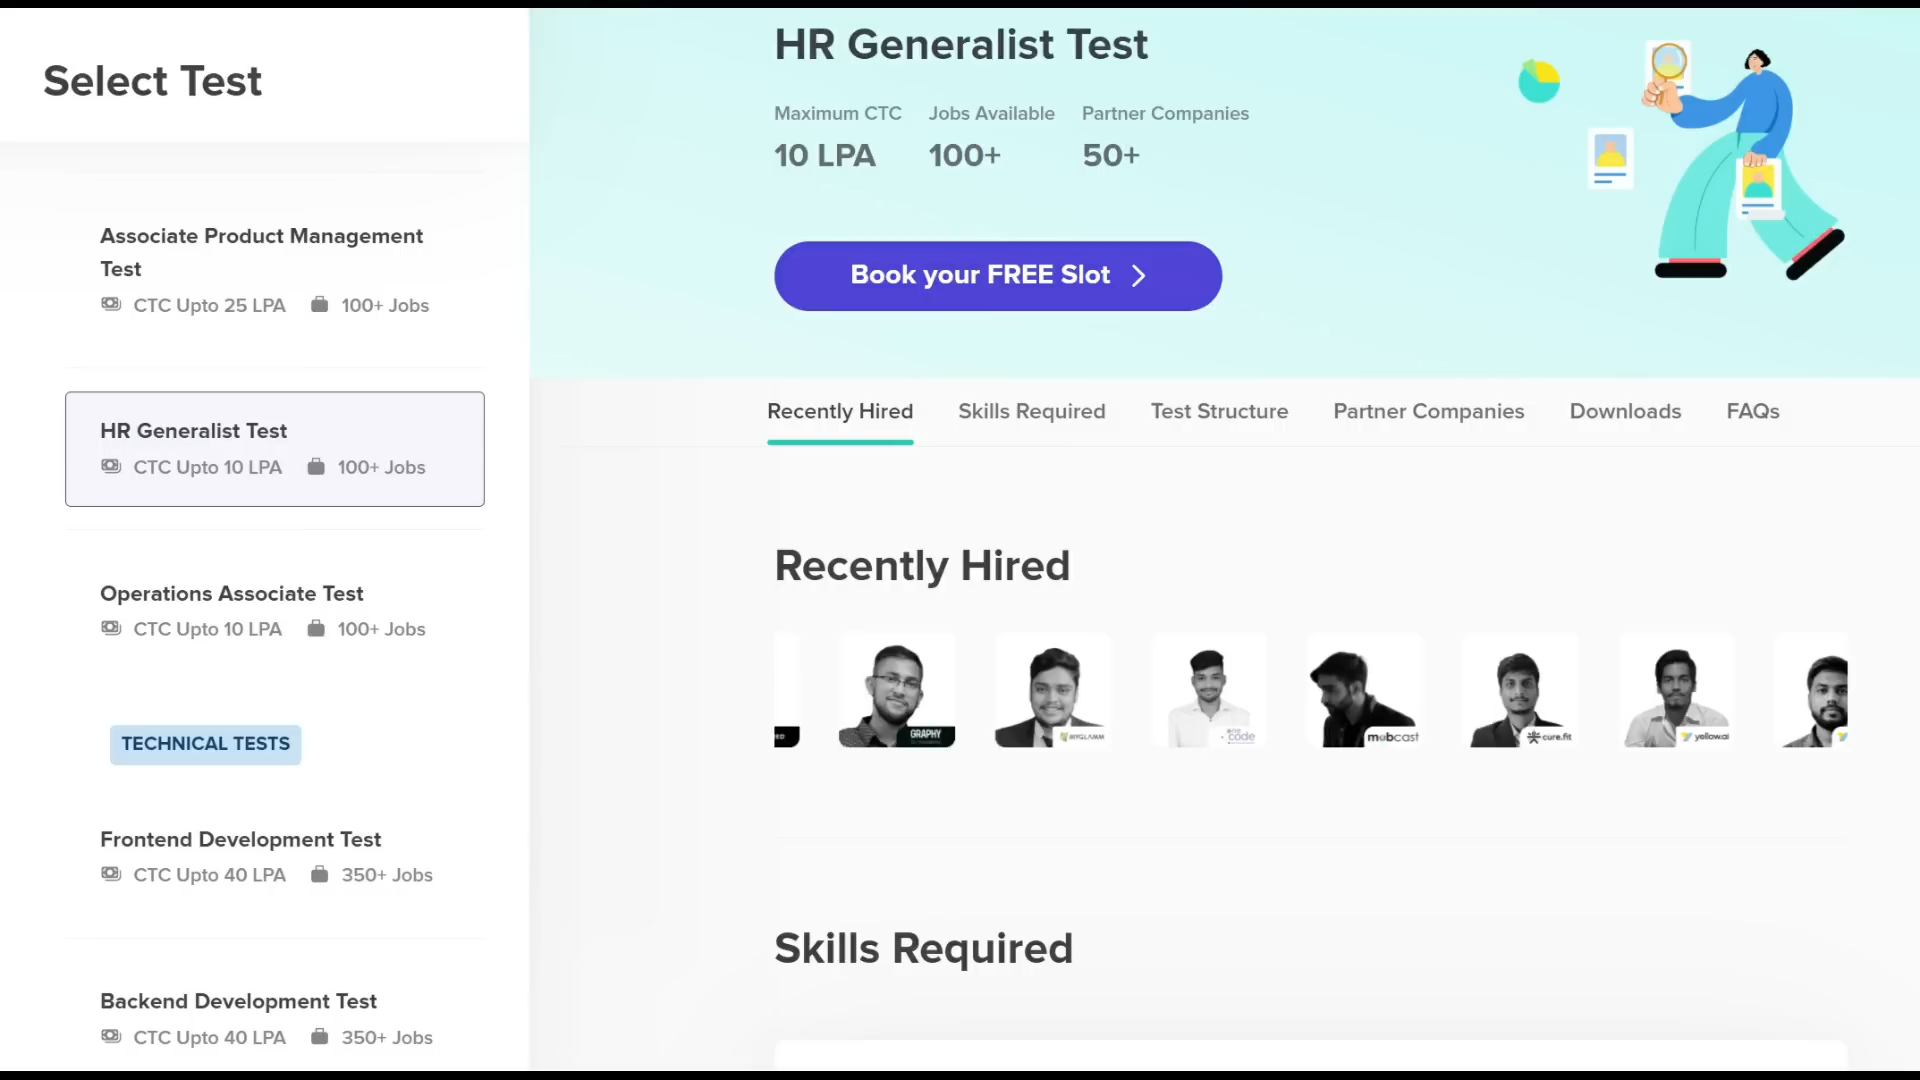 Select Test
Associate Product Management
Test
CTC Upto 25 LPA 100+ Jobs
HR Generalist Test
CTC Upto 10 LPA 100+ Jobs
Operations Associate Test
CTC Upto 10 LPA 100+ Jobs
TECHNICAL TESTS
Frontend Development Test
CTC Upto 40 LPA 350+ Jobs
Backend Development Test
CTC Upto 40 LPA 350+ Jobs
HR Generalist Test
Maximum CTC Jobs Available Partner Companies
10 LPA 100+ 50+
Book your FREE Slot
Recently Hired Skills Required Test Structure Partner Companies Downloads FAQs
Recently Hired
GRAPHY
MYGLAMM
code
mobcast
cure.fit
yellow.ai
Skills Required